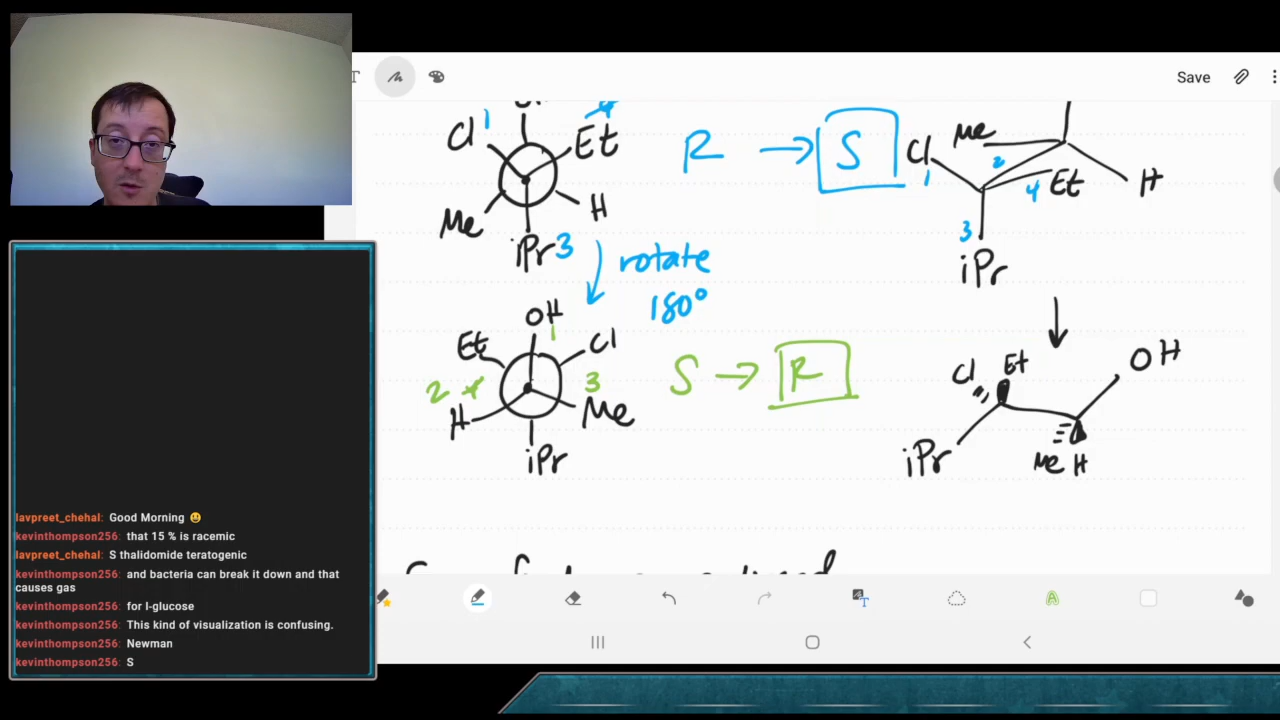 T
Save
Cl 1
4
Et
Me
H
iPr 3
R → S
rotate
180°
Me
Cl
1
2
4
Et
H
3
iPr
OH
1
Et
Cl
2
3
H
Me
iPr
S → R
Cl Et
OH
iPr
Me H
lavpreet_chehal: Good Morning 😃
kevinthompson256: that 15 % is racemic
lavpreet_chehal: S thalidomide teratogenic
kevinthompson256: and bacteria can break it down and that
causes gas
kevinthompson256: for l-glucose
kevinthompson256: This kind of visualization is confusing.
kevinthompson256: Newman
kevinthompson256: S